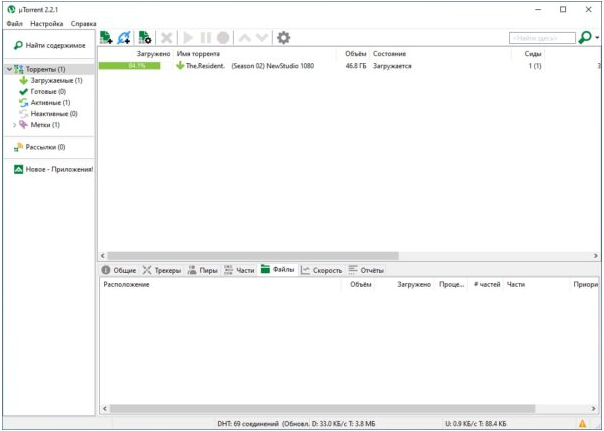 µTorrent 2.2.1
Файл Настройка Справка
Найти содержимое
<Найти здесь>
Торренты (1)
Загружаемые (1)
Готовые (0)
Активные (1)
Неактивные (0)
Метки (1)
Рассылки (0)
Новое - Приложения!
Загружено Имя торрента Объём Состояние Сиды
84.1% The.Resident. (Season 02) NewStudio 1080 46.8 ГБ Загружается 1 (1) 3
Общие Трекеры Пиры Части Файлы Скорость Отчёты
Расположение Объём Загружено Проце... # частей Части Приори
DHT: 69 соединений (Обновл. D: 33.0 КБ/с T: 3.8 МБ U: 0.9 КБ/с T: 88.4 КБ